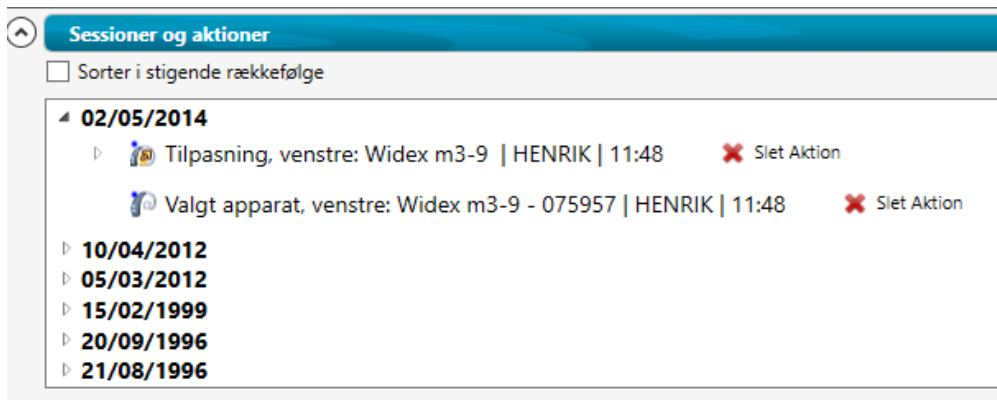 Sessioner og aktioner
Sorter i stigende rækkefølge
02/05/2014
Tilpasning, venstre: Widex m3-9 | HENRIK | 11:48 Slet Aktion
Valgt apparat, venstre: Widex m3-9 - 075957 | HENRIK | 11:48 Slet Aktion
10/04/2012
05/03/2012
15/02/1999
20/09/1996
21/08/1996